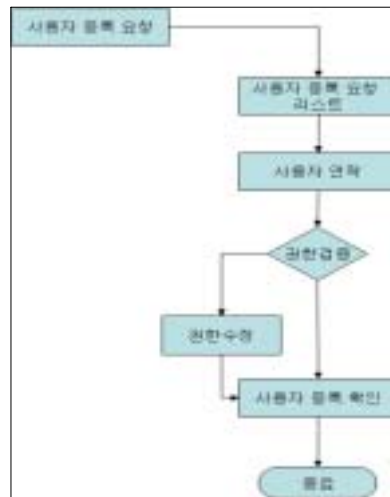 사용자 등록 요청
사용자 등록 요청
리스트
사용자 연락
권한검증
권한수정
사용자 등록 확인
종료